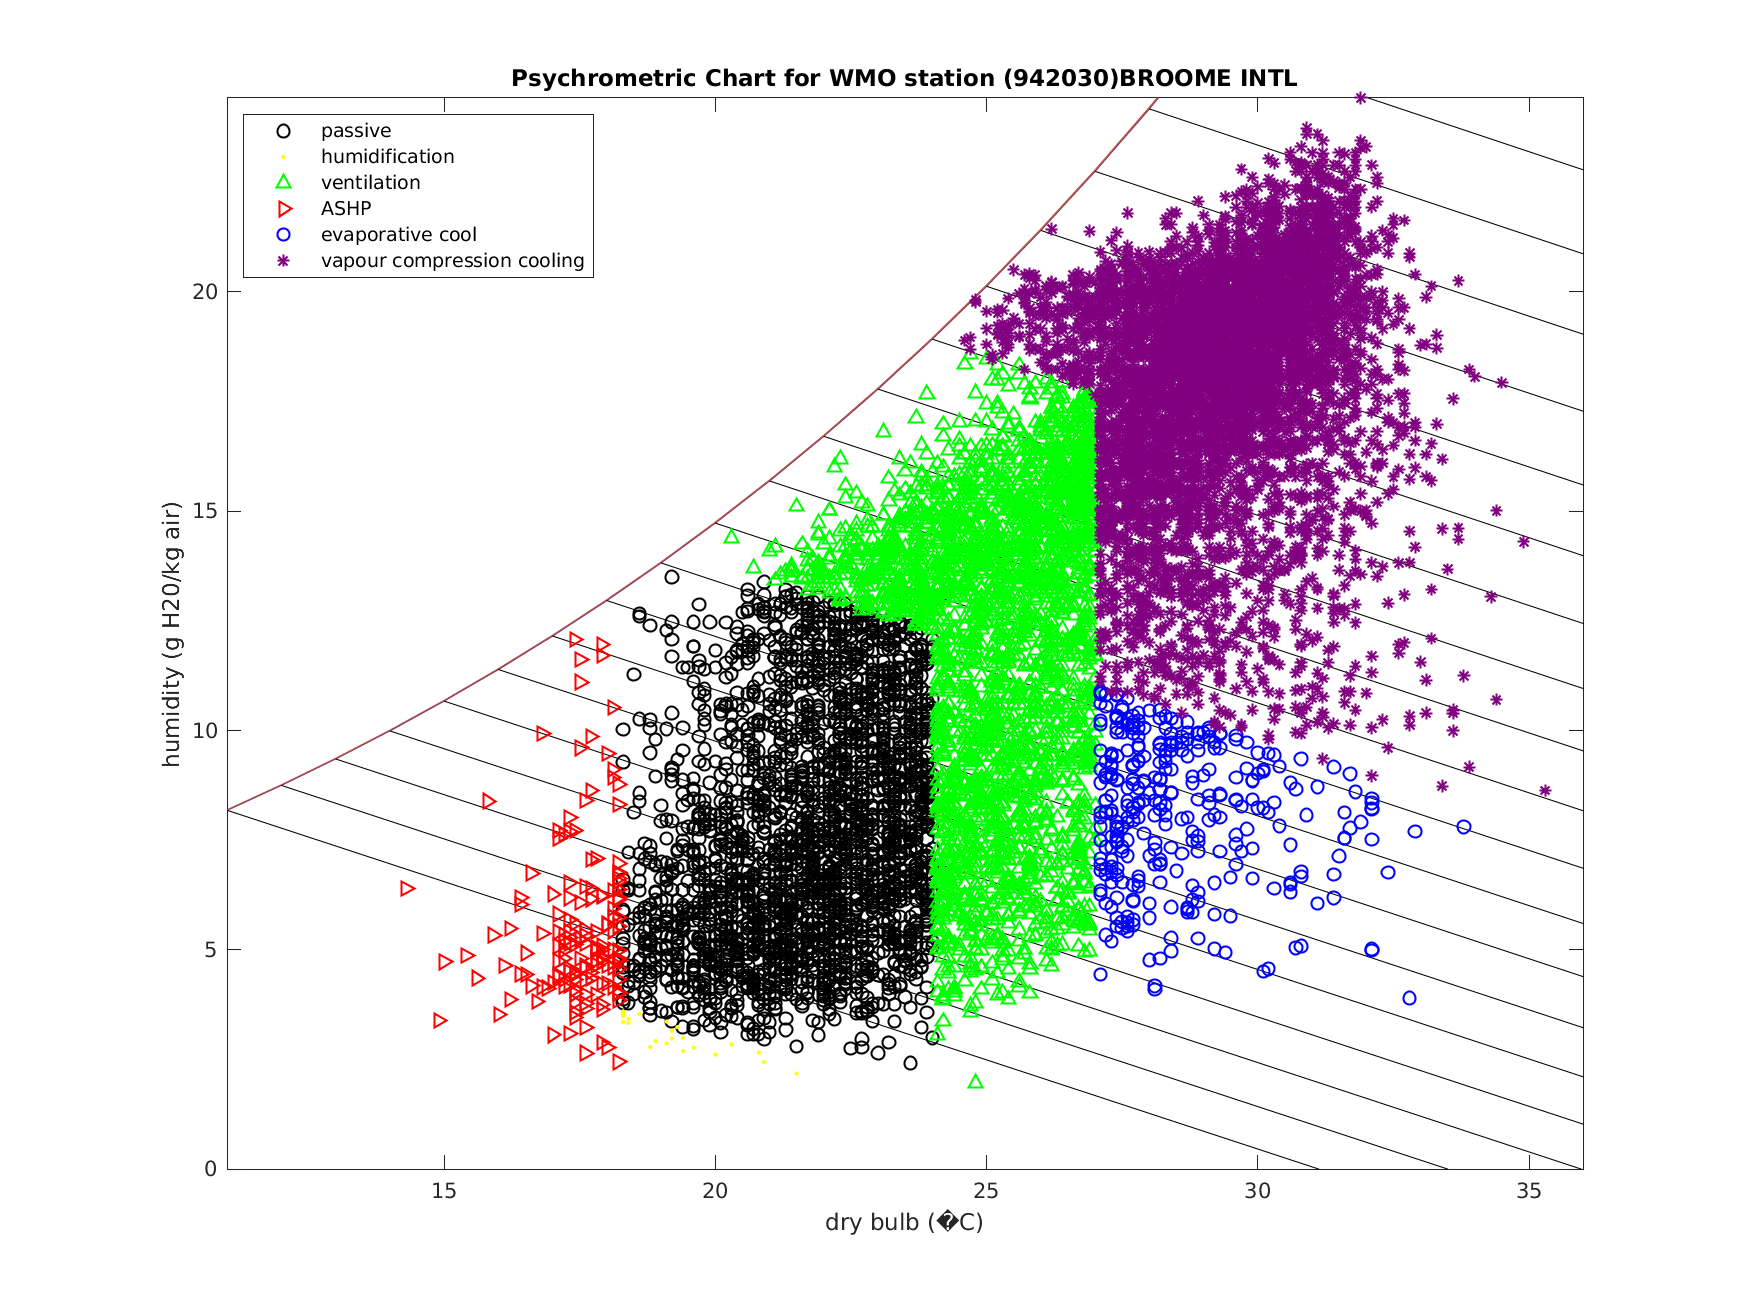 Psychrometric Chart for WMO station (942030)BROOME INTL
passive
humidification
ventilation
ASHP
evaporative cool
vapour compression cooling
humidity (g H20/kg air)
20
15
10
5
0
15 20 25 30 35
dry bulb (�C)